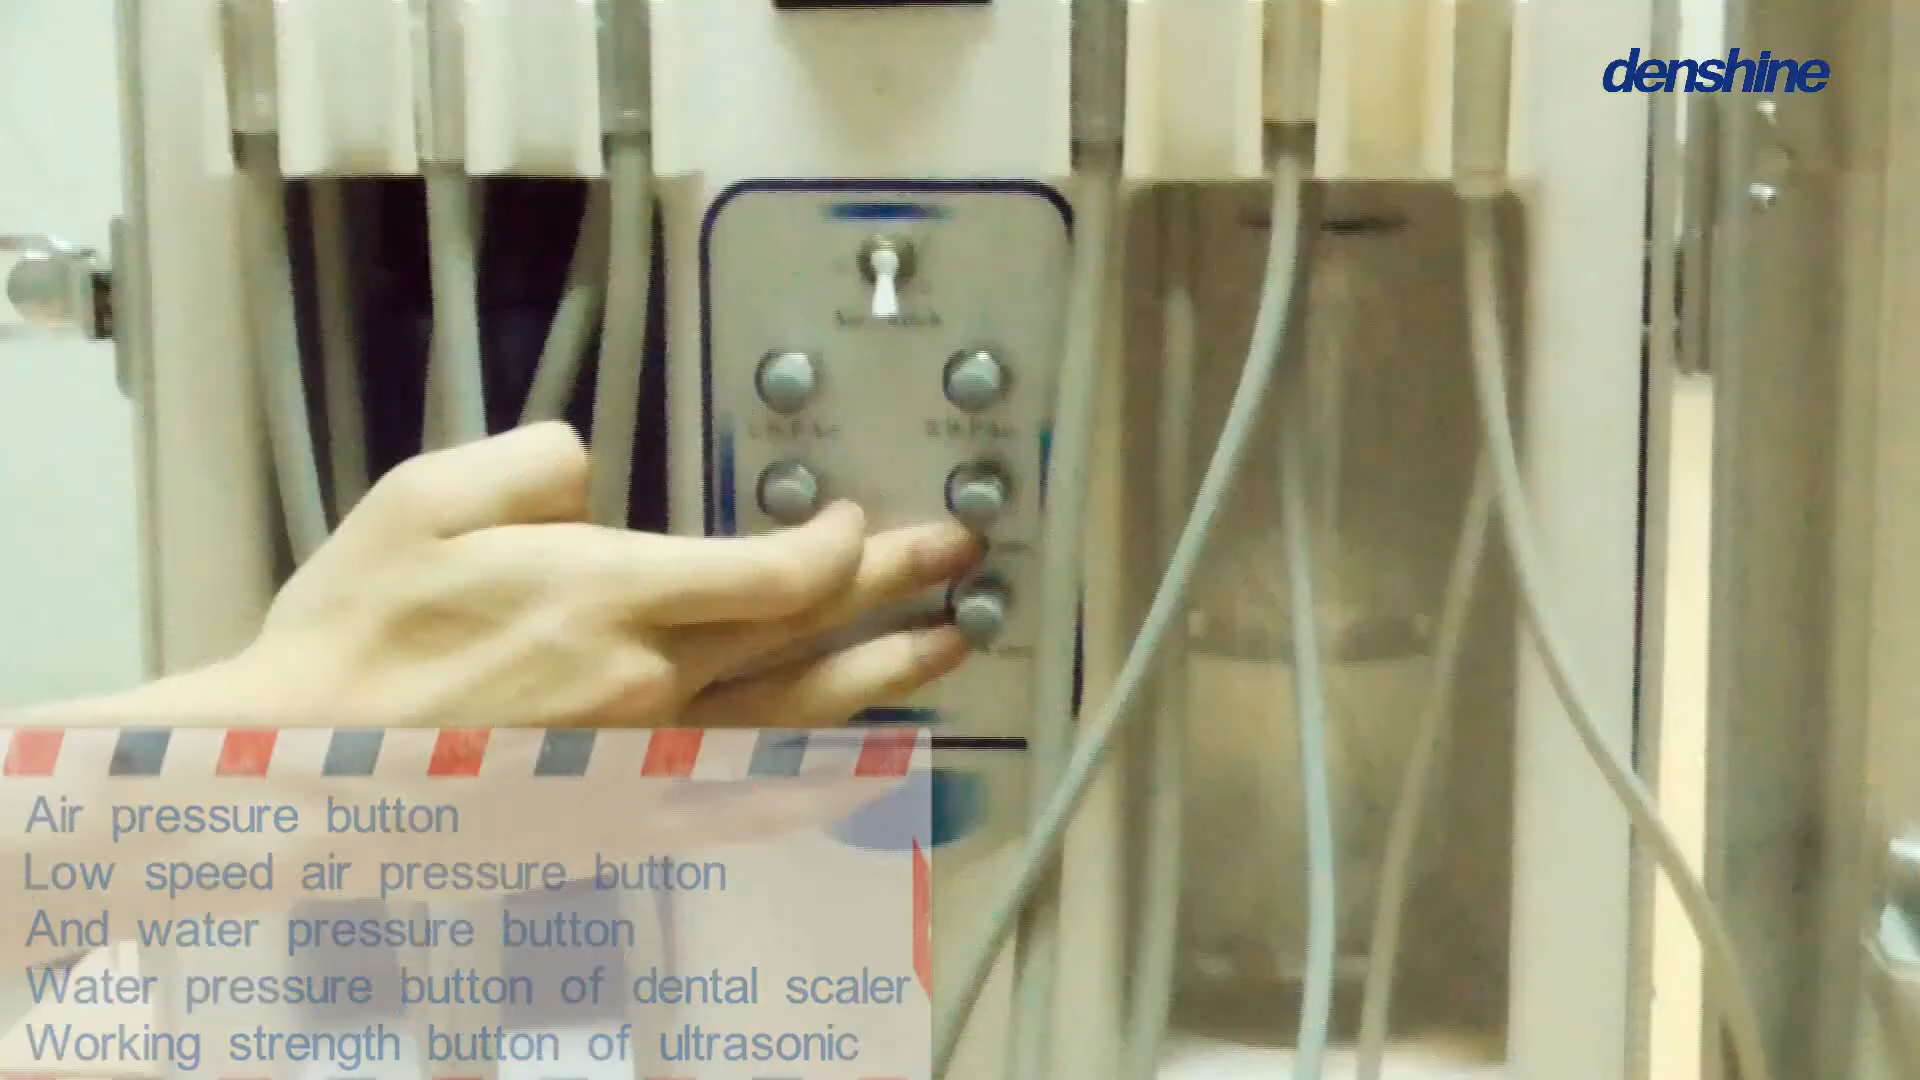 denshine
Air pressure button
Low speed air pressure button
And water pressure button
Water pressure button of dental scaler
Working strength button of ultrasonic